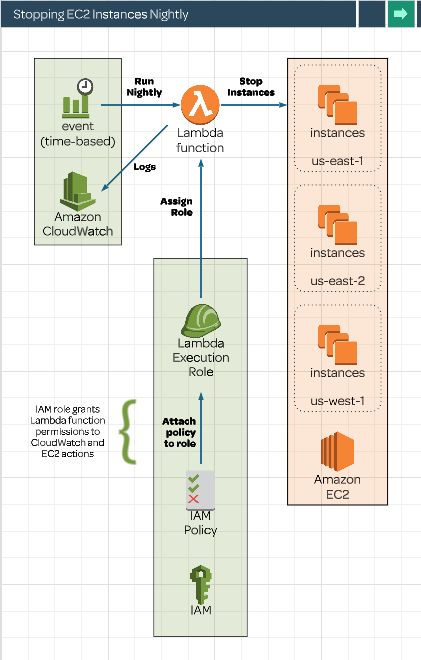 Stopping EC2 Instances Nightly
Run
Nightly
Stop
Instances
event
(time-based)
Lambda
function
instances
us-east-1
Logs
Amazon
CloudWatch
Assign
Role
instances
us-east-2
Lambda
Execution
Role
instances
us-west-1
IAM role grants
Lambda function
permissions to
CloudWatch and
EC2 actions
Attach
policy
to role
Amazon
EC2
IAM
Policy
IAM